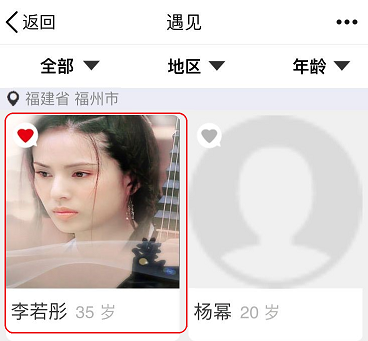 返回 遇见 •••
全部 地区 年龄
福建省 福州市
李若彤 35 岁 杨幂 20 岁